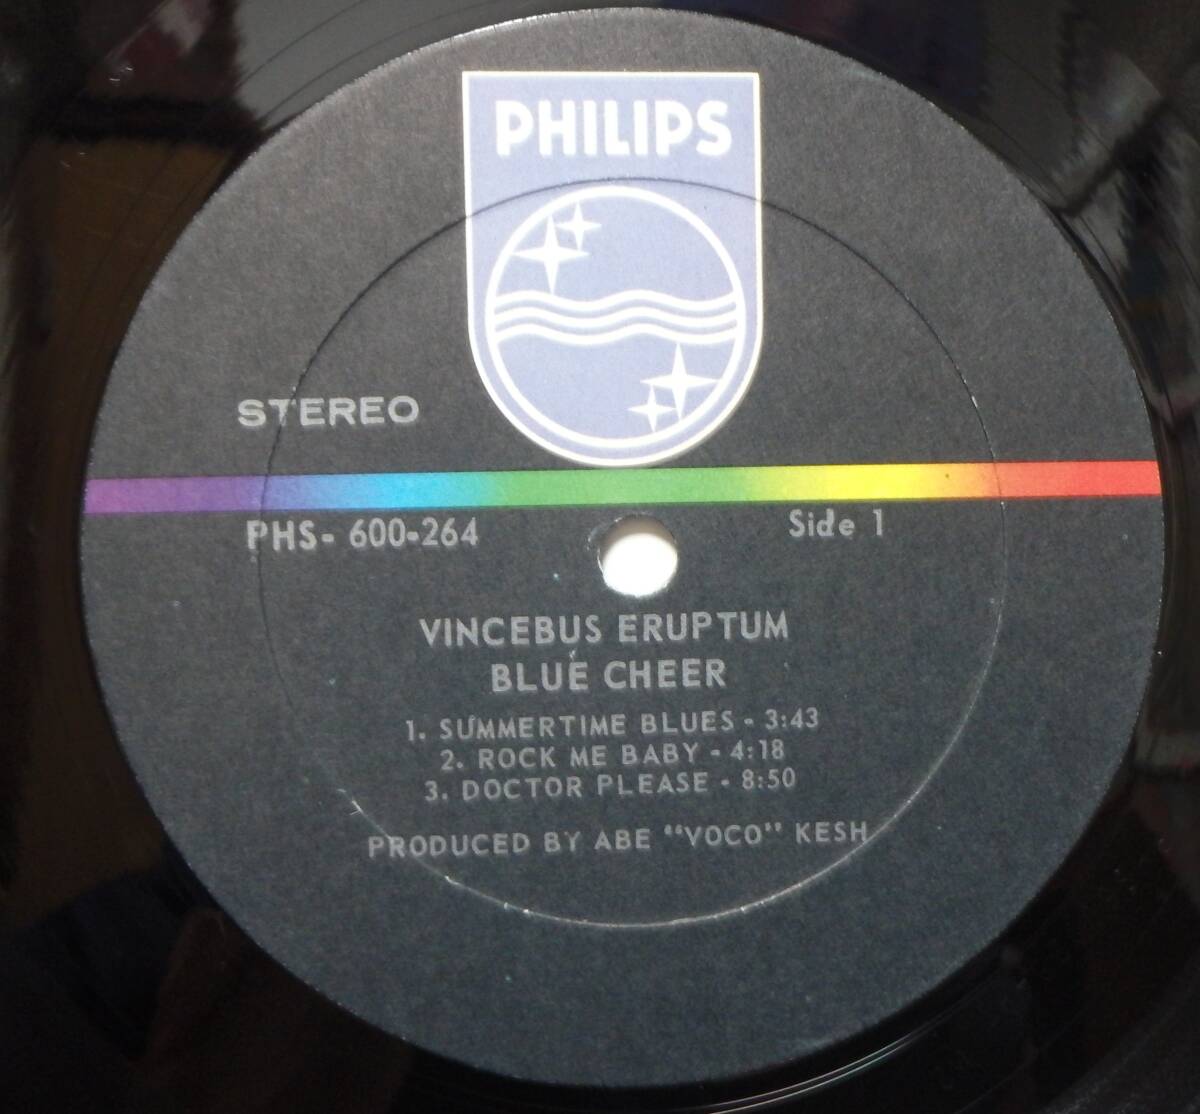 PHILIPS
STEREO
PHS- 600-264
Side 1
VINCEBUS ERUPTUM
BLUE CHEER
1. SUMMERTIME BLUES - 3:43
2. ROCK ME BABY - 4:18
3. DOCTOR PLEASE - 8:50
PRODUCED BY ABE "VOCO" KESH